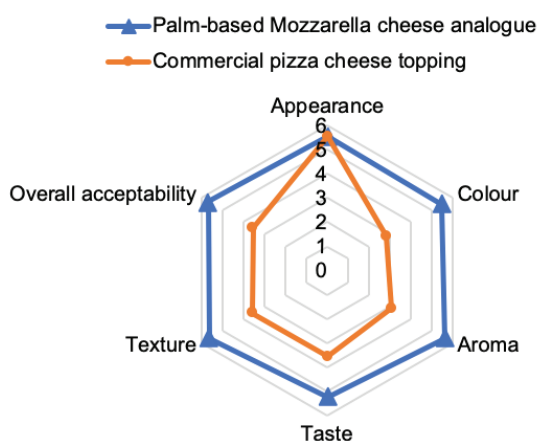 Palm-based Mozzarella cheese analogue
Commercial pizza cheese topping
Appearance
6
5
4
3
2
1
0
Overall acceptability
Colour
Texture
Aroma
Taste